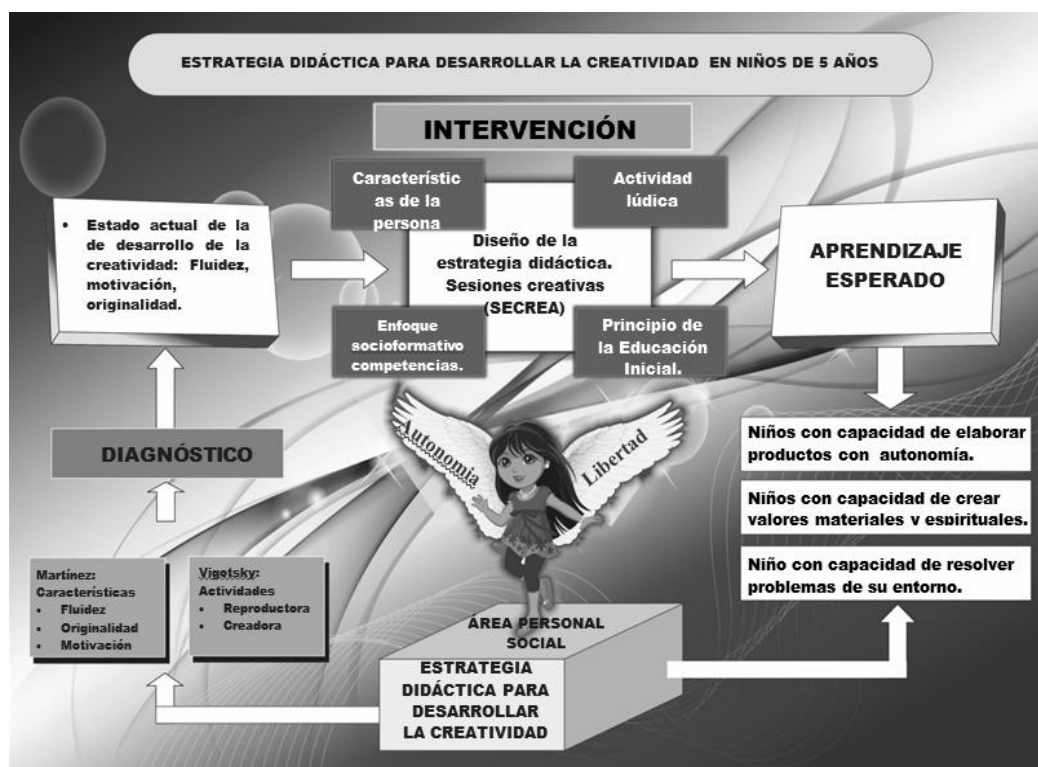 ESTRATEGIA DIDÁCTICA PARA DESARROLLAR LA CREATIVIDAD EN NIÑOS DE 5 AÑOS
INTERVENCIÓN
Característic
as de la
persona
Actividad
lúdica
• Estado actual de la
de desarrollo de la
creatividad: Fluidez,
motivación,
originalidad.
Diseño de la
estrategia didáctica.
Sesiones creativas
(SECREA)
APRENDIZAJE
ESPERADO
Enfoque
socioformativo
competencias.
Principio de
la Educación
Inicial.
DIAGNÓSTICO
Autonomia
Libertad
Niños con capacidad de elaborar
productos con autonomía.
Niños con capacidad de crear
valores materiales y espirituales.
Niño con capacidad de resolver
problemas de su entorno.
Martínez:
Características
• Fluidez
• Originalidad
• Motivación
Vigotsky:
Actividades
• Reproductora
• Creadora
ÁREA PERSONAL
SOCIAL
ESTRATEGIA
DIDÁCTICA PARA
DESARROLLAR
LA CREATIVIDAD